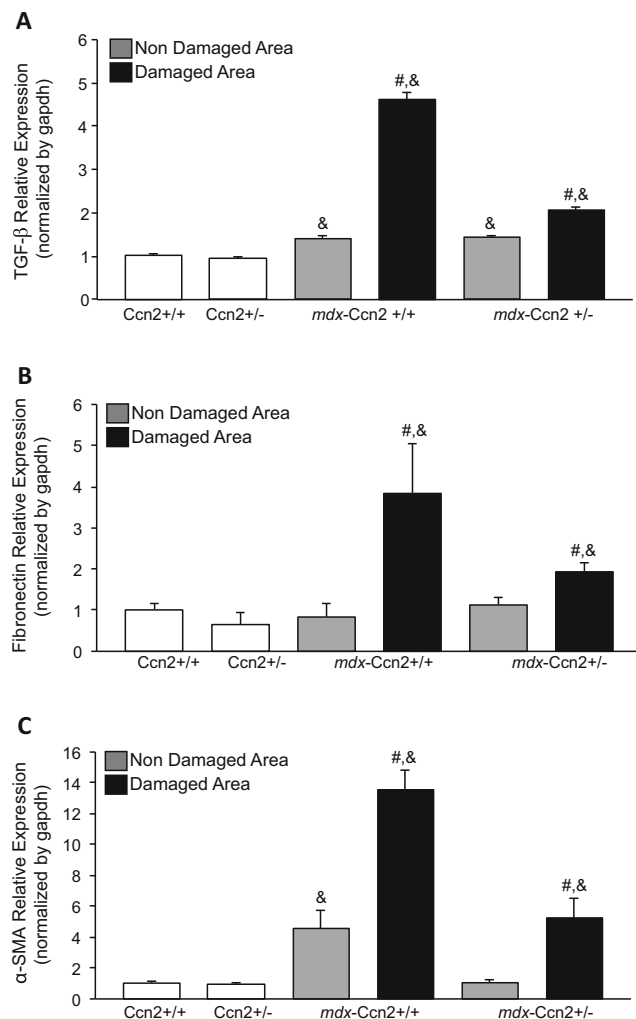 A
TGF-β Relative Expression
(normalized by gapdh)
6
5
4
3
2
1
0
Non Damaged Area
Damaged Area
&
#,&
&
#,&
Ccn2+/+ Ccn2+/- mdx-Ccn2 +/+ mdx-Ccn2 +/-
B
Fibronectin Relative Expression
(normalized by gapdh)
6
5
4
3
2
1
0
Non Damaged Area
Damaged Area
#,&
#,&
Ccn2+/+ Ccn2+/- mdx-Ccn2+/+ mdx-Ccn2+/-
C
α-SMA Relative Expression
(normalized by gapdh)
16
14
12
10
8
6
4
2
0
Non Damaged Area
Damaged Area
&
#,&
#,&
Ccn2+/+ Ccn2+/- mdx-Ccn2+/+ mdx-Ccn2+/-